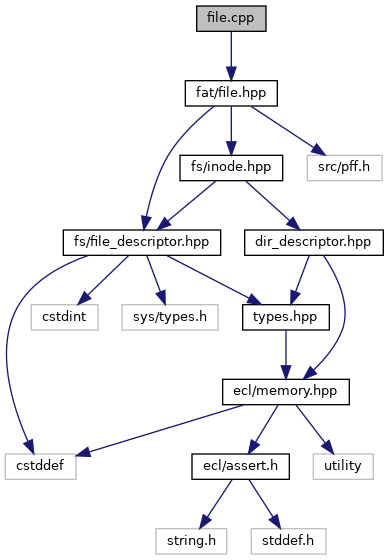 file.cpp
fat/file.hpp
fs/inode.hpp
src/pff.h
fs/file_descriptor.hpp
dir_descriptor.hpp
cstdint
sys/types.h
types.hpp
ecl/memory.hpp
cstddef
ecl/assert.h
utility
string.h
stddef.h